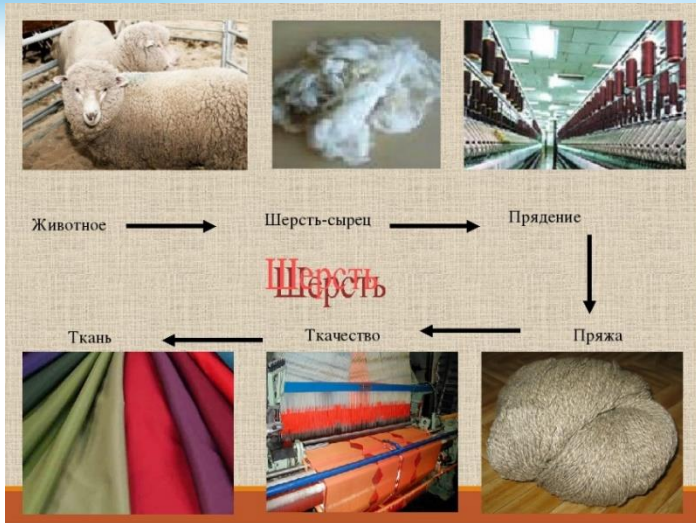 Животное
Шерсть-сырец
Прядение
Шерсть
Ткань
Ткачество
Пряжа